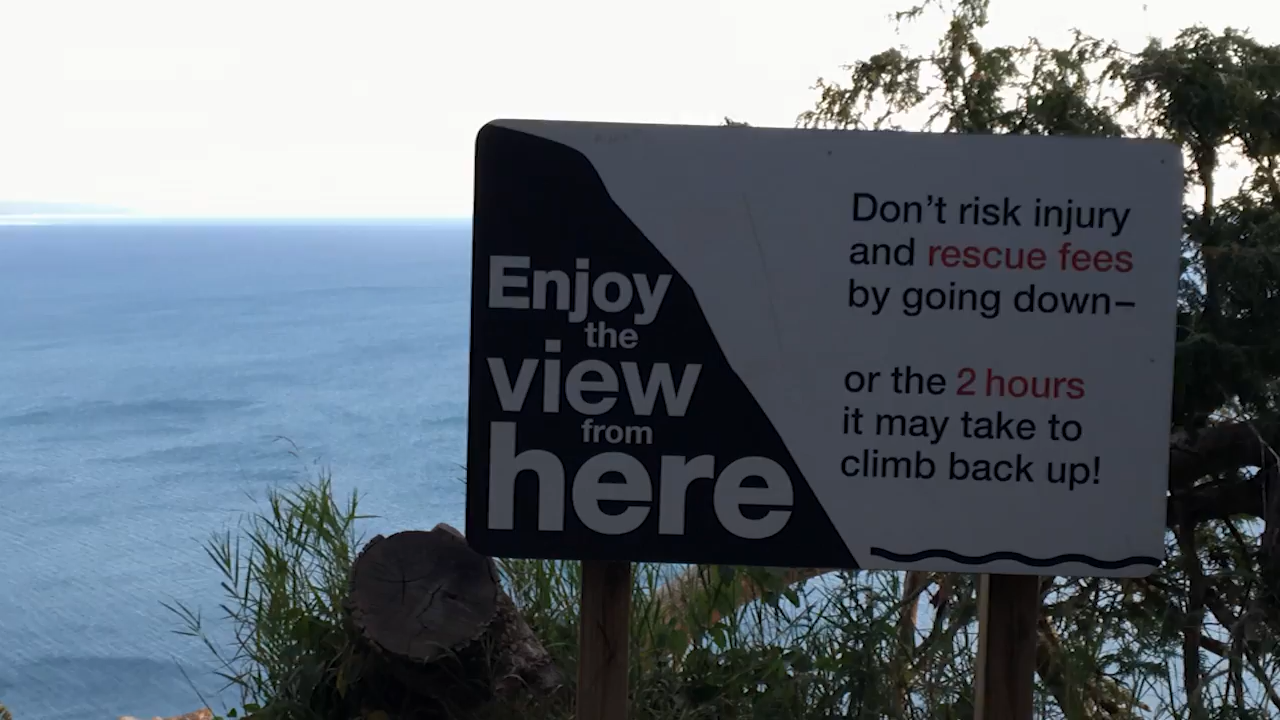 Enjoy
the
view
from
here
Don't risk injury
and rescue fees
by going down–
or the 2 hours
it may take to
climb back up!